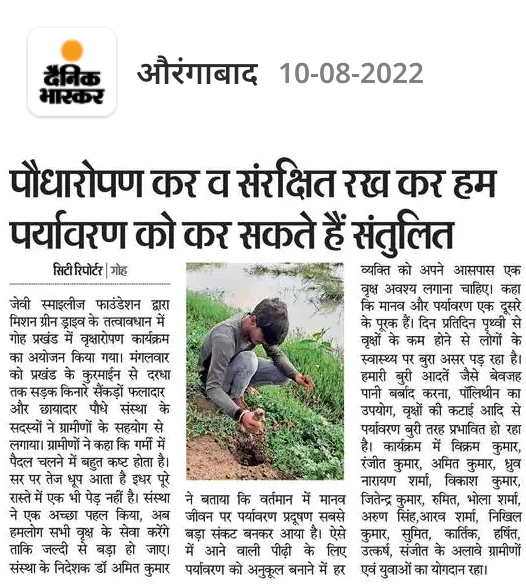 दैनिक
भास्कर
औरंगाबाद 10-08-2022
पौधारोपण कर व संरक्षित रख कर हम
पर्यावरण को कर सकते हैं संतुलित
सिटी रिपोर्टर | गोह
जेवी स्माइलीज फाउंडेशन द्वारा
मिशन ग्रीन ड्राइव के तत्वावधान में
गोह प्रखंड में वृक्षारोपण कार्यक्रम
का अयोजन किया गया। मंगलवार
को प्रखंड के कुरमाईन से दरधा
तक सड़क किनारे सैंकड़ों फलादार
और छायादार पौधे संस्था के
सदस्यों ने ग्रामीणों के सहयोग से
लगाया। ग्रामीणों ने कहा कि गर्मी में
पैदल चलने में बहुत कष्ट होता है।
सर पर तेज धूप आता है इधर पूरे
रास्ते में एक भी पेड़ नहीं है। संस्था
ने एक अच्छा पहल किया, अब
हमलोग सभी वृक्ष के सेवा करेंगे
ताकि जल्दी से बड़ा हो जाए।
संस्था के निदेशक डॉ अमित कुमार
ने बताया कि वर्तमान में मानव
जीवन पर पर्यावरण प्रदूषण सबसे
बड़ा संकट बनकर आया है। ऐसे
में आने वाली पीढ़ी के लिए
पर्यावरण को अनुकूल बनाने में हर
व्यक्ति को अपने आसपास एक
वृक्ष अवश्य लगाना चाहिए। कहा
कि मानव और पर्यावरण एक दूसरे
के पूरक हैं। दिन प्रतिदिन पृथ्वी से
वृक्षों के कम होने से लोगों के
स्वास्थ्य पर बुरा असर पड़ रहा है।
हमारी बुरी आदतें जैसे बेवजह
पानी बर्बाद करना, पॉलिथीन का
उपयोग, वृक्षों की कटाई आदि से
पर्यावरण बुरी तरह प्रभावित हो रहा
है। कार्यक्रम में विक्रम कुमार,
रंजीत कुमार, अमित कुमार, ध्रुव
नारायण शर्मा, विकाश कुमार,
जितेन्द्र कुमार, रुमित, भोला शर्मा,
अरुण सिंह,आरव शर्मा, निखिल
कुमार, सुमित, कार्तिक, हर्षित,
उत्कर्ष, संजीत के अलावे ग्रामीणों
एवं युवाओं का योगदान रहा।